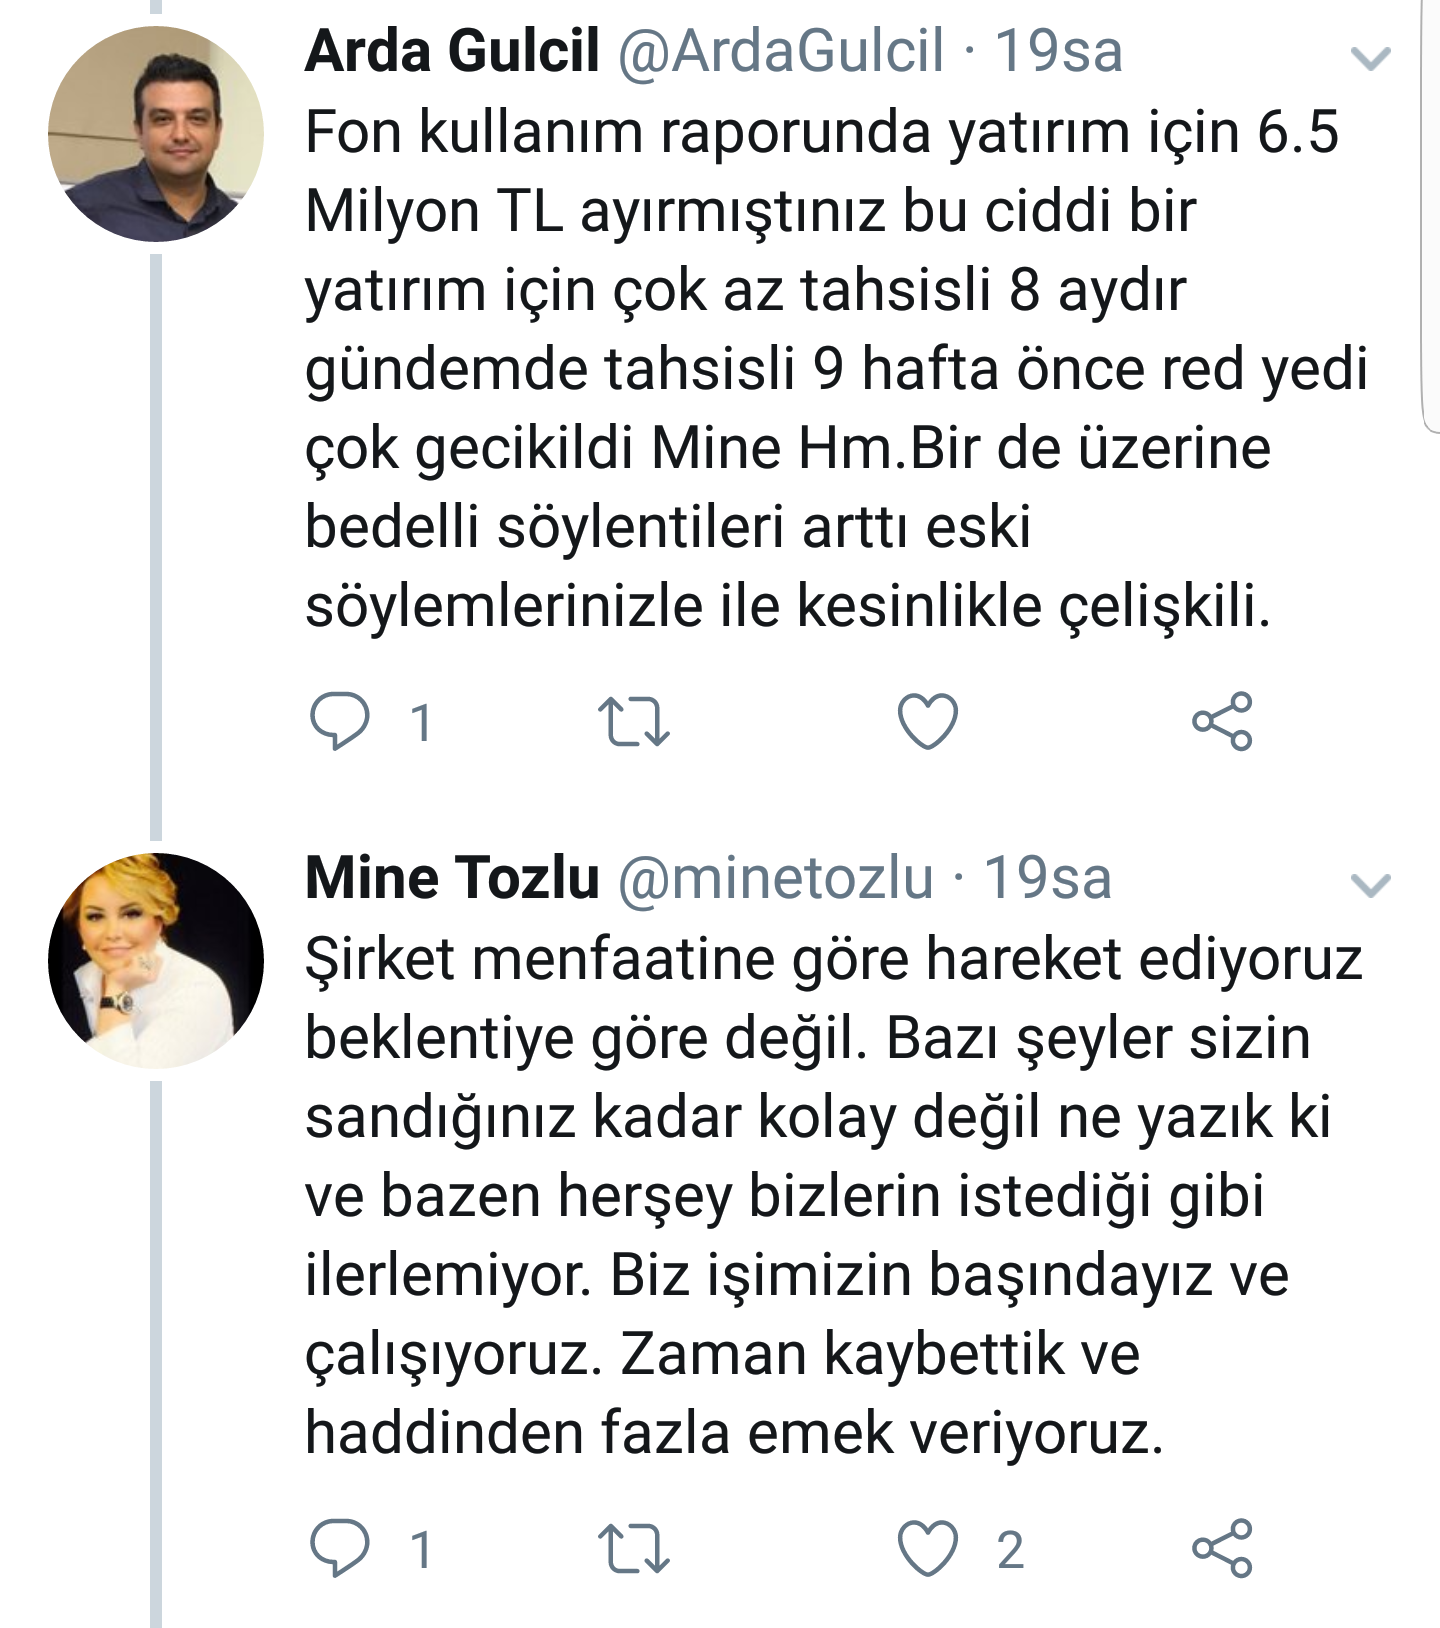 Arda Gulcil @ArdaGulcil · 19sa
Fon kullanım raporunda yatırım için 6.5
Milyon TL ayırmıştınız bu ciddi bir
yatırım için çok az tahsisli 8 aydır
gündemde tahsisli 9 hafta önce red yedi
çok gecikildi Mine Hm.Bir de üzerine
bedelli söylentileri arttı eski
söylemlerinizle ile kesinlikle çelişkili.
1
Mine Tozlu @minetozlu · 19sa
Şirket menfaatine göre hareket ediyoruz
beklentiye göre değil. Bazı şeyler sizin
sandığınız kadar kolay değil ne yazık ki
ve bazen herşey bizlerin istediği gibi
ilerlemiyor. Biz işimizin başındayız ve
çalışıyoruz. Zaman kaybettik ve
haddinden fazla emek veriyoruz.
1 2